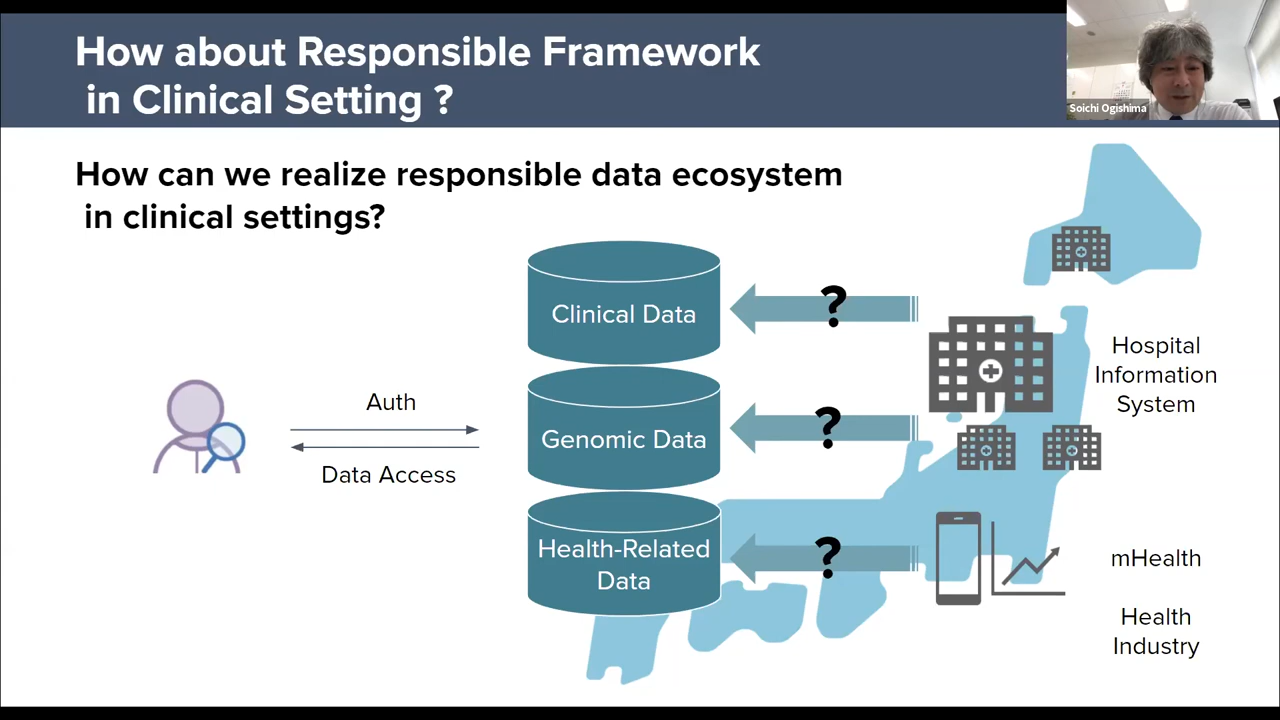 How about Responsible Framework
in Clinical Setting ?
Soichi Ogishima
How can we realize responsible data ecosystem
in clinical settings?
Clinical Data
?
Hospital
Information
System
Auth
Genomic Data
?
Data Access
Health-Related
Data
?
mHealth
Health
Industry